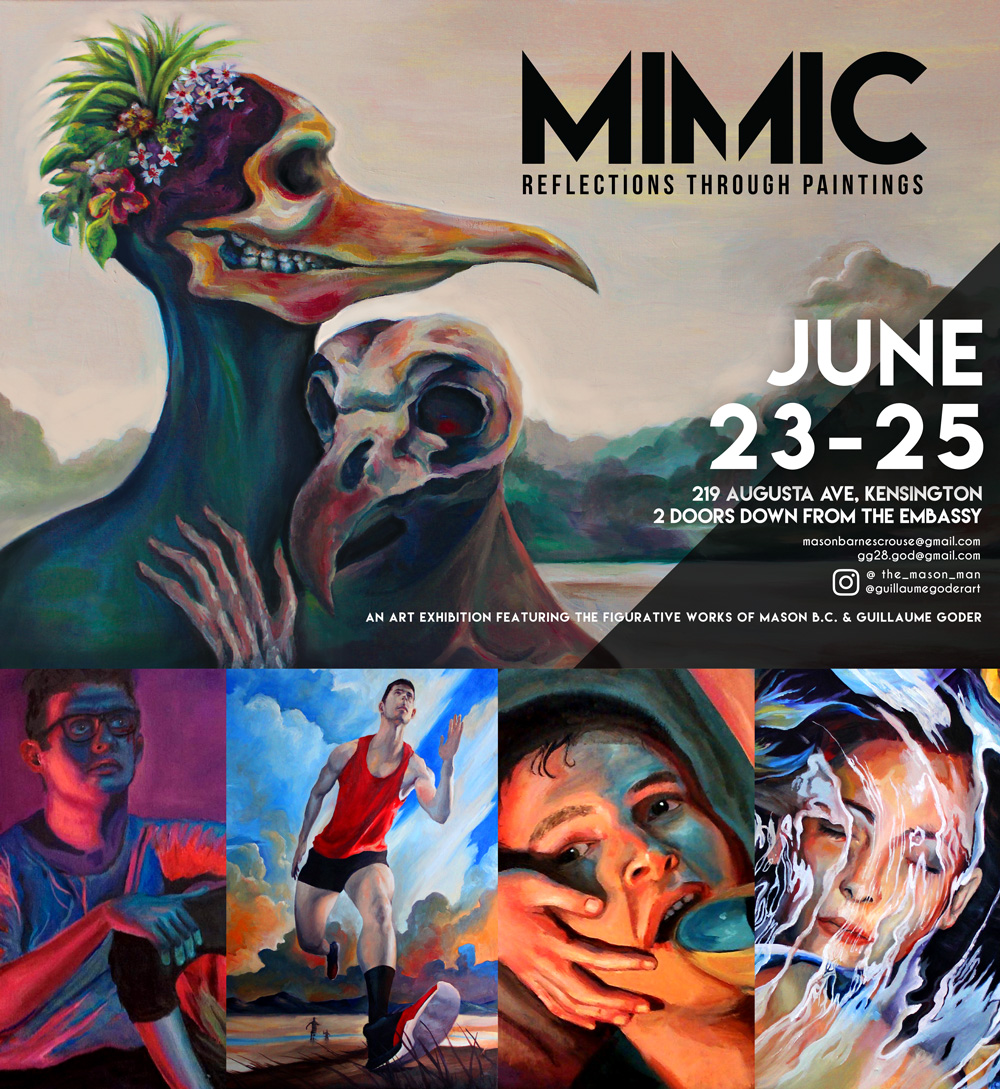 MIMIC
REFLECTIONS THROUGH PAINTINGS
JUNE
23-25
219 AUGUSTA AVE, KENSINGTON
2 DOORS DOWN FROM THE EMBASSY
masonbarnescrouse@gmail.com
gg28.god@gmail.com
@ the_mason_man
@guillaumegoderart
AN ART EXHIBITION FEATURING THE FIGURATIVE WORKS OF MASON B.C. & GUILLAUME GODER